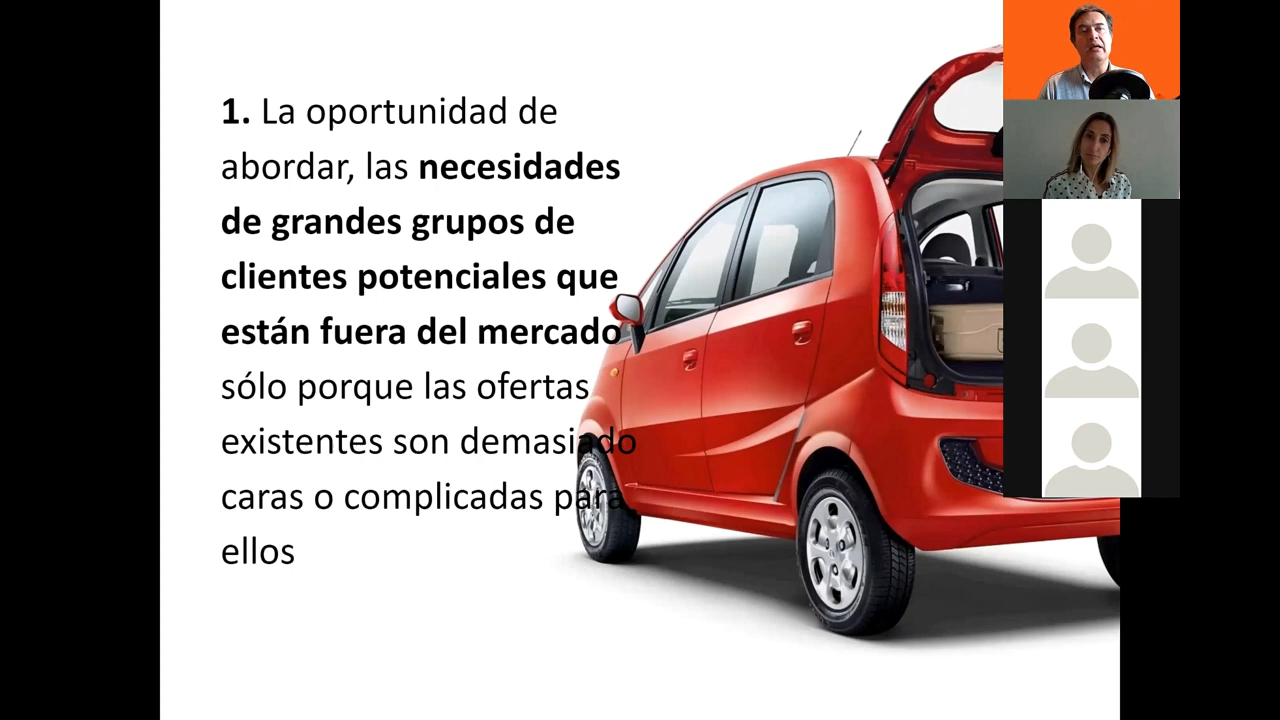 1. La oportunidad de
abordar, las necesidades
de grandes grupos de
clientes potenciales que
están fuera del mercado
sólo porque las ofertas
existentes son demasiado
caras o complicadas para
ellos